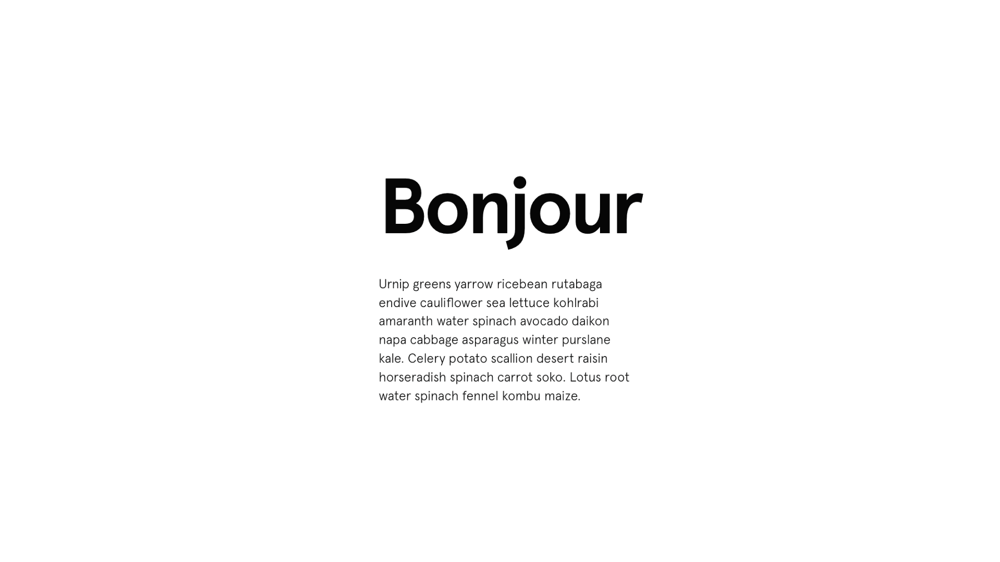 Bonjour
Urnip greens yarrow ricebean rutabaga
endive cauliflower sea lettuce kohlrabi
amaranth water spinach avocado daikon
napa cabbage asparagus winter purslane
kale. Celery potato scallion desert raisin
horseradish spinach carrot soko. Lotus root
water spinach fennel kombu maize.